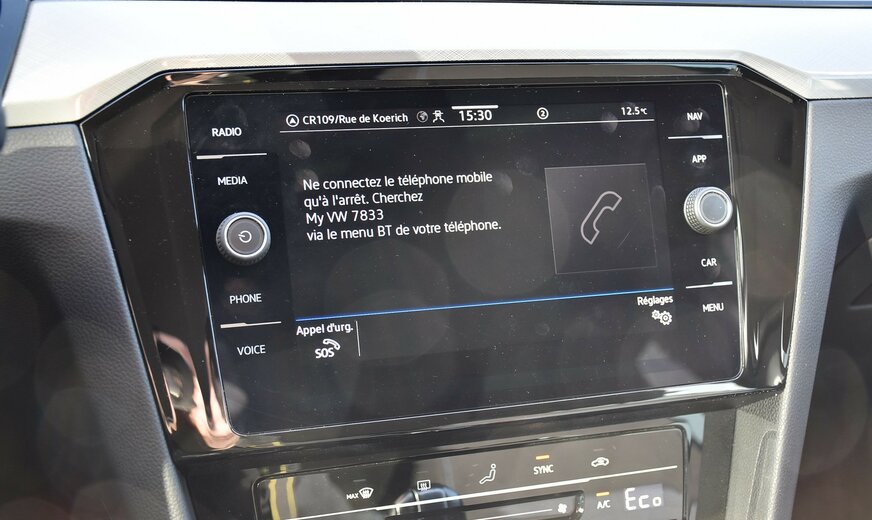 RADIO
MEDIA
PHONE
VOICE
CR109/Rue de Koerich
15:30
2
12.5°C
Ne connectez le téléphone mobile
qu'à l'arrêt. Cherchez
My VW 7833
via le menu BT de votre téléphone.
Appel d'urg.
SOS
Réglages
NAV
APP
CAR
MENU
MAX
SYNC
A/C
Eco